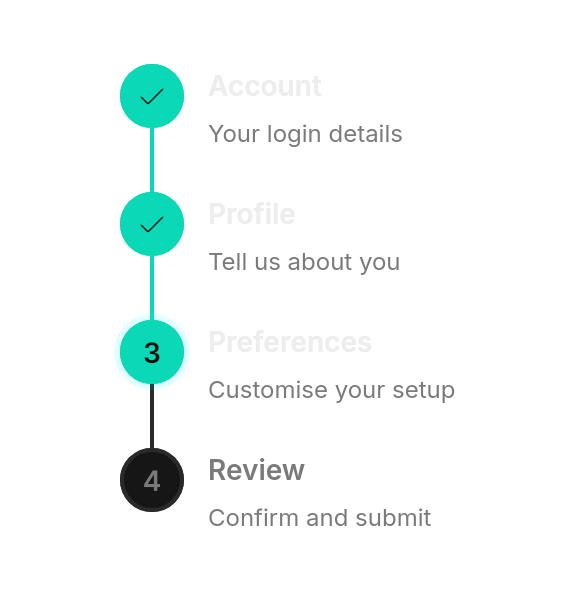 Account
Your login details
Profile
Tell us about you
3
Preferences
Customise your setup
4
Review
Confirm and submit